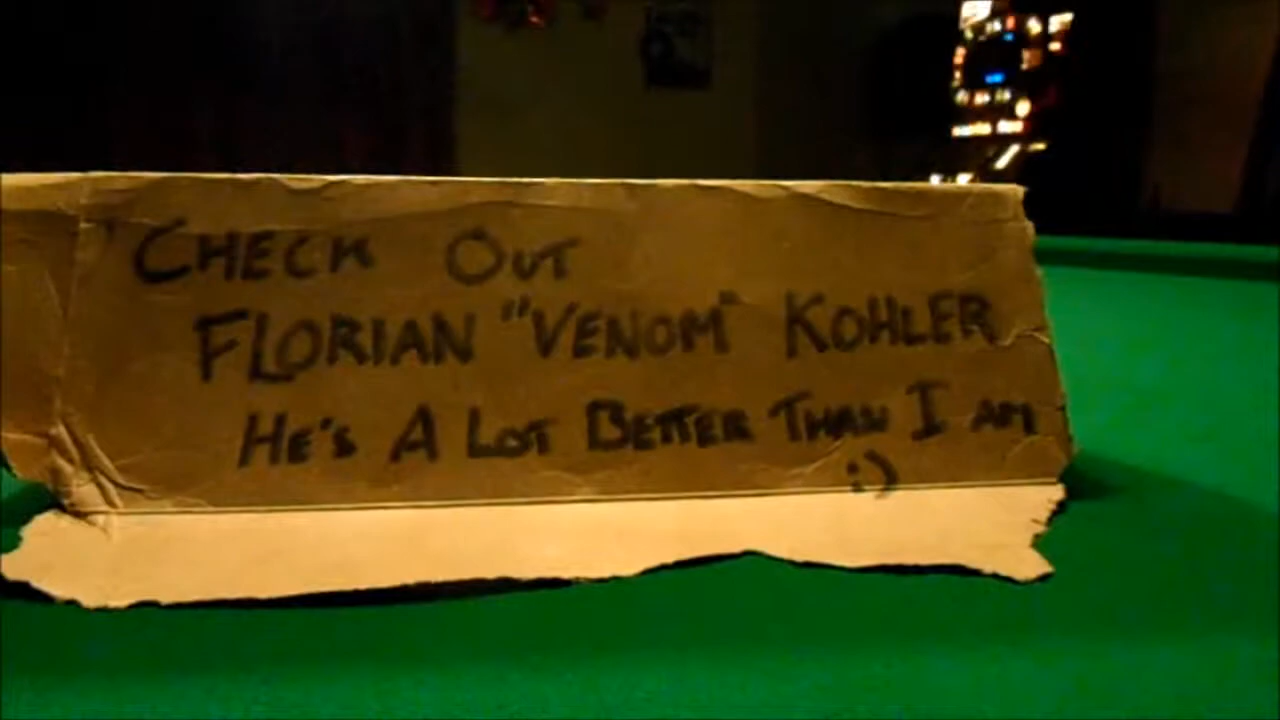 CHECK OUT
FLORIAN "VENOM" KOHLER
HE'S A LOT BETTER THAN I AM
:)